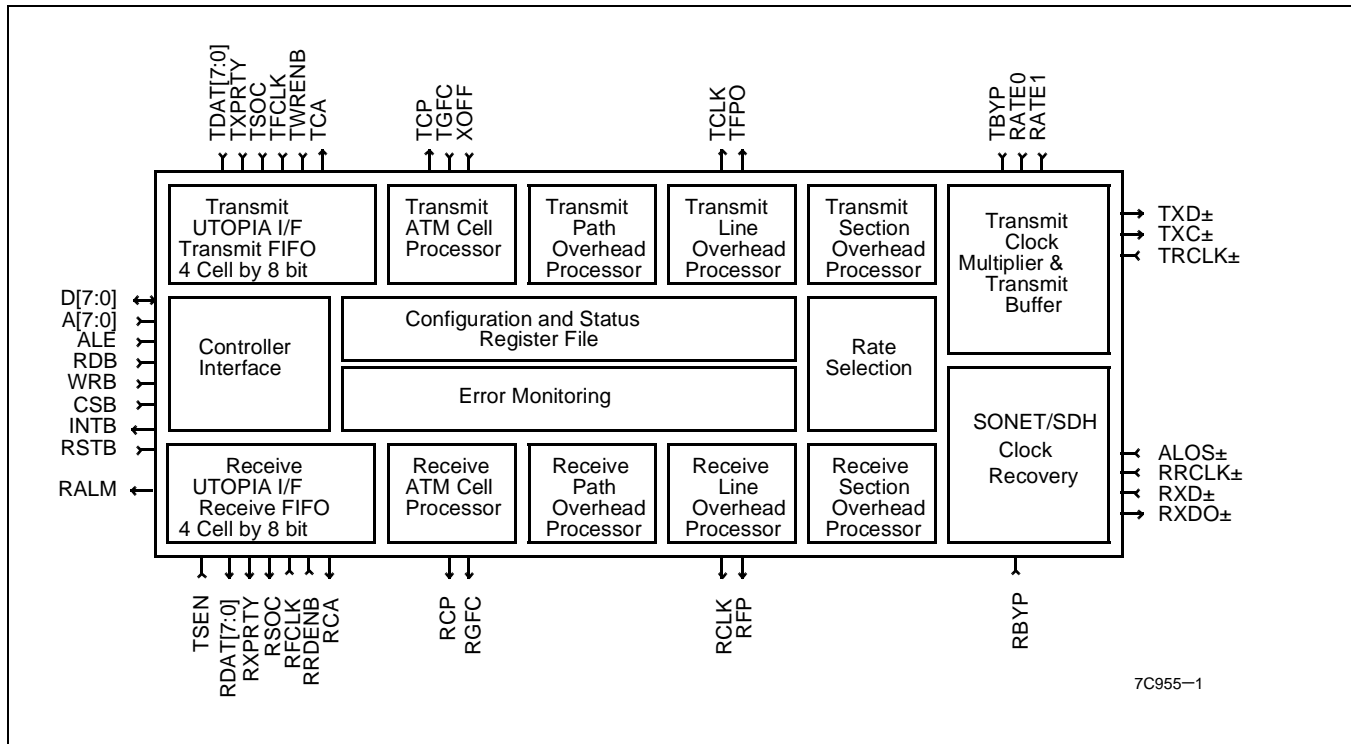 TDAT[7:0]
TXPRTY
TSOC
TFCLK
TWRENB
TCA
TCP
TGFC
XOFF
TCLK
TFPO
TBYP
RATE0
RATE1
Transmit
UTOPIA I/F
Transmit FIFO
4 Cell by 8 bit
Transmit
ATM Cell
Processor
Transmit
Path
Overhead
Processor
Transmit
Line
Overhead
Processor
Transmit
Section
Overhead
Processor
Transmit
Clock
Multiplier &
Transmit
Buffer
TXD±
TXC±
TRCLK±
D[7:0]
A[7:0]
ALE
RDB
WRB
CSB
INTB
RSTB
RALM
Controller
Interface
Configuration and Status
Register File
Error Monitoring
Rate
Selection
SONET/SDH
Clock
Recovery
ALOS±
RRCLK±
RXD±
RXDO±
Receive
UTOPIA I/F
Receive FIFO
4 Cell by 8 bit
Receive
ATM Cell
Processor
Receive
Path
Overhead
Processor
Receive
Line
Overhead
Processor
Receive
Section
Overhead
Processor
TSEN
RDAT[7:0]
RXPRTY
RSOC
RFCLK
RRDENB
RCA
RCP
RGFC
RCLK
RFP
RBYP
7C955–1